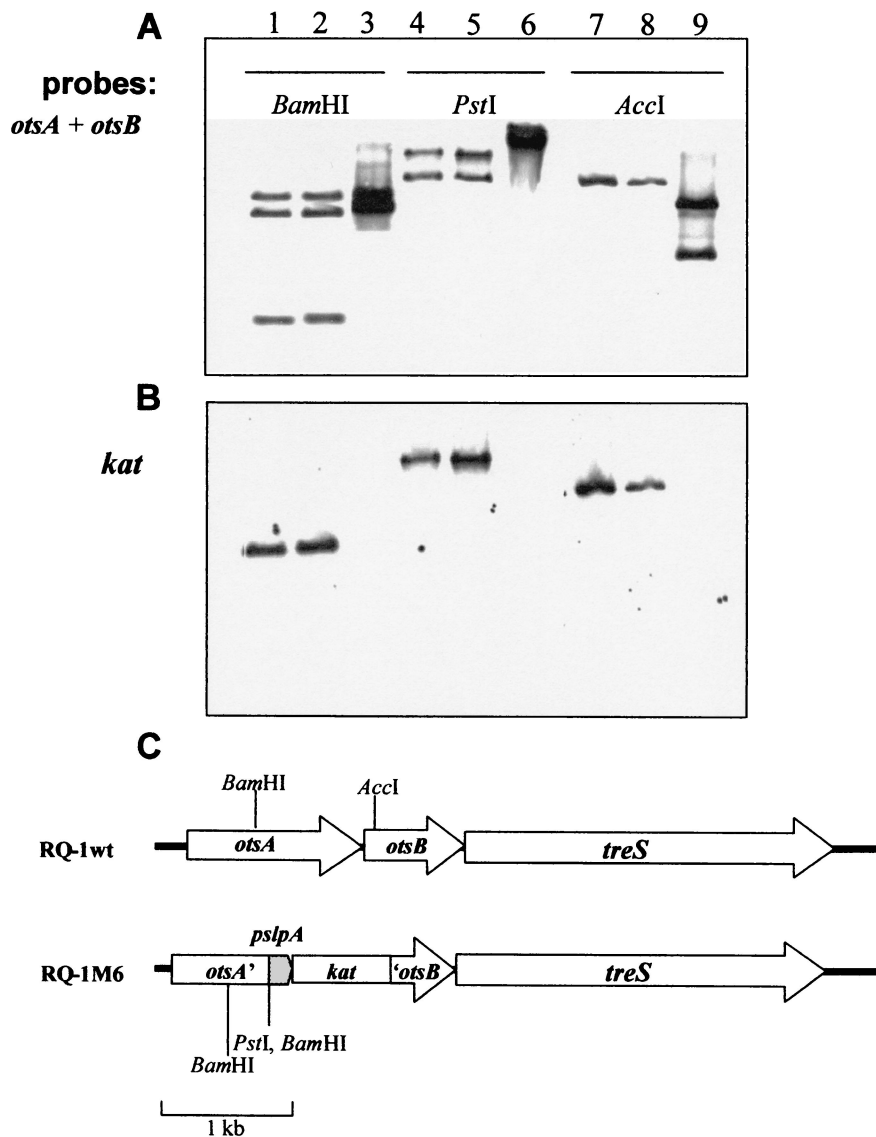 A
1 2 3 4 5 6 7 8 9
probes:
BamHI PstI AccI
otsA + otsB
B
kat
C
BamHI AccI
RQ-1wt otsA otsB treS
pslpA
RQ-1M6 otsA’ kat ‘otsB treS
PstI, BamHI
BamHI
1 kb